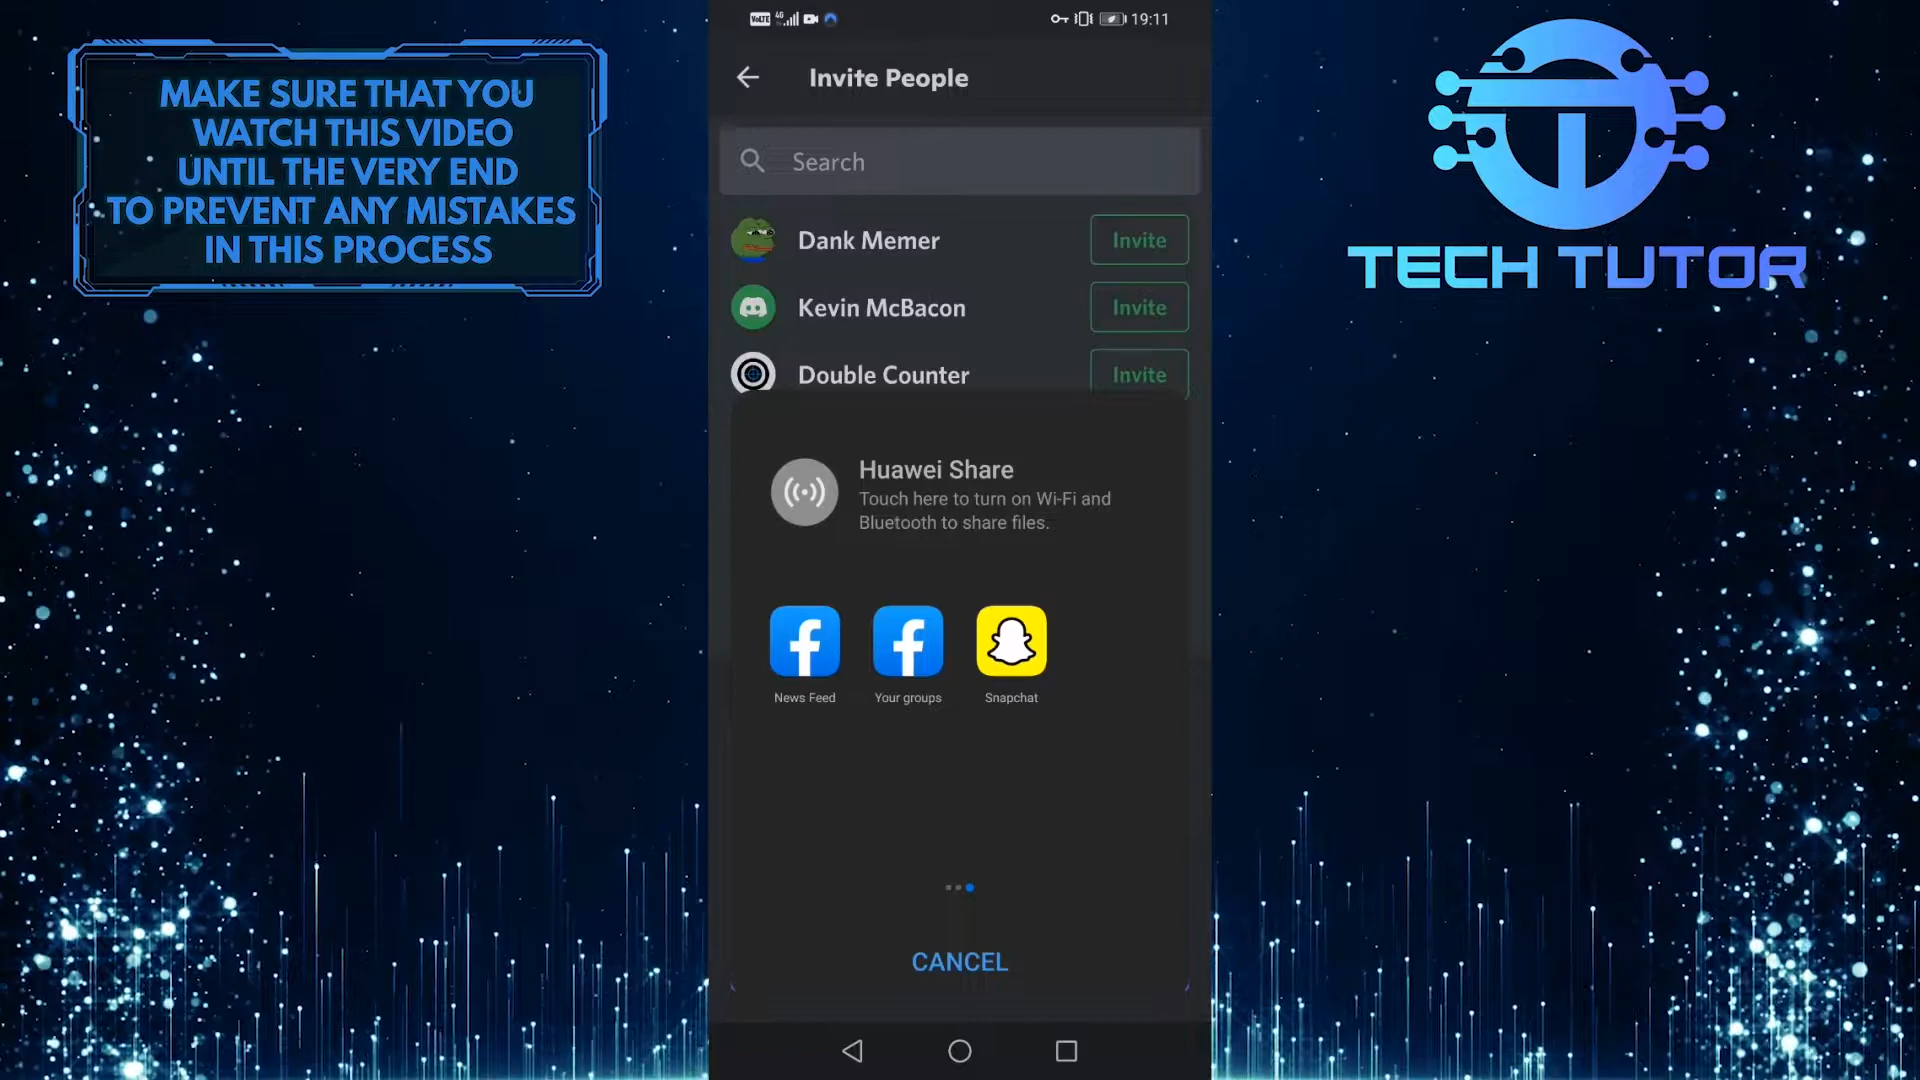 MAKE SURE THAT YOU
WATCH THIS VIDEO
UNTIL THE VERY END
TO PREVENT ANY MISTAKES
IN THIS PROCESS
VoLTE 4G 19:11
Invite People
Search
Dank Memer Invite
Kevin McBacon Invite
Double Counter Invite
Huawei Share
Touch here to turn on Wi-Fi and
Bluetooth to share files.
News Feed Your groups Snapchat
CANCEL
TECH TUTOR